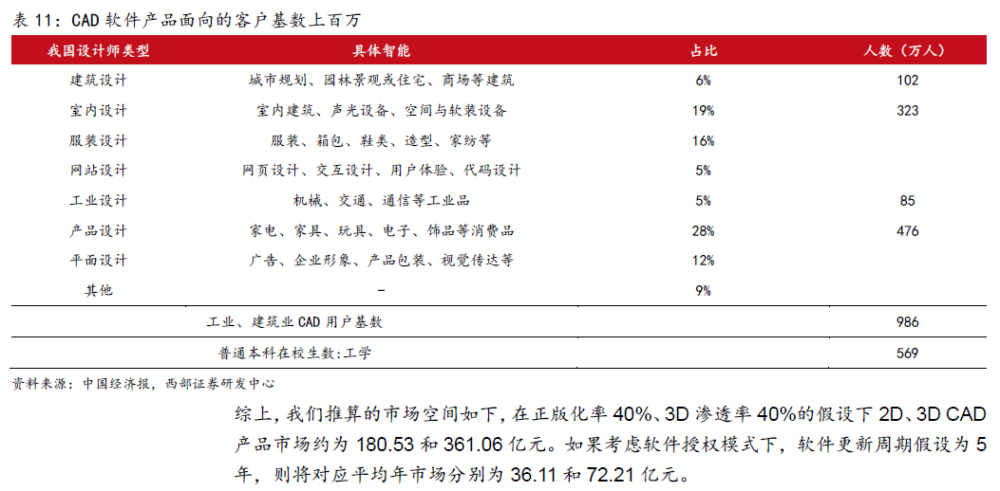 表 11：CAD 软件产品面向的客户基数上百万
我国设计师类型 具体智能 占比 人数（万人）
建筑设计 城市规划、园林景观或住宅、商场等建筑 6% 102
室内设计 室内建筑、声光设备、空间与软装设备 19% 323
服装设计 服装、箱包、鞋类、造型、家纺等 16%
网站设计 网页设计、交互设计、用户体验、代码设计 5%
工业设计 机械、交通、通信等工业品 5% 85
产品设计 家电、家具、玩具、电子、饰品等消费品 28% 476
平面设计 广告、企业形象、产品包装、视觉传达等 12%
其他 - 9%
工业、建筑业CAD用户基数 986
普通本科在校生数:工学 569
资料来源：中国经济报，西部证券研发中心
综上，我们推算的市场空间如下，在正版化率 40%、3D 渗透率 40%的假设下 2D、3D CAD
产品市场约为 180.53 和 361.06 亿元。如果考虑软件授权模式下，软件更新周期假设为 5
年，则将对应平均年市场分别为 36.11 和 72.21 亿元。